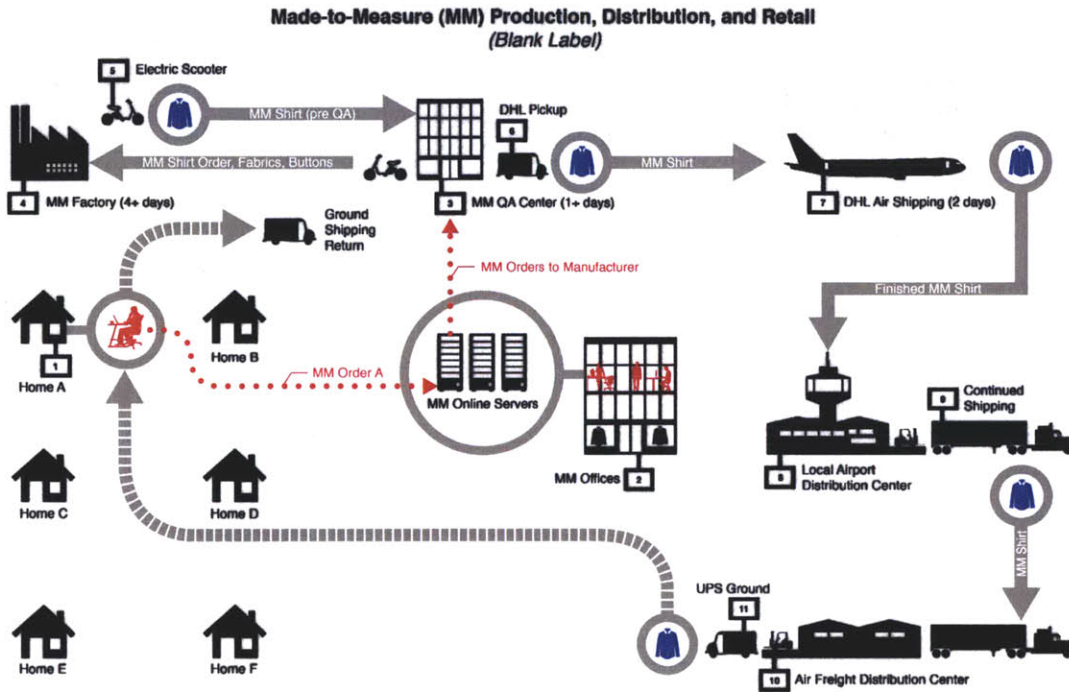 Made-to-Measure (MM) Production, Distribution, and Retail
(Blank Label)
5
Electric Scooter
MM Shirt (pre QA)
DHL Pickup
6
MM Shirt
MM Shirt Order, Fabrics, Buttons
4
MM Factory (4+ days)
3
MM QA Center (1+ days)
7
DHL Air Shipping (2 days)
Ground
Shipping
Return
MM Orders to Manufacturer
Finished MM Shirt
1
Home A
Home B
MM Order A
MM Online Servers
MM Offices
2
9
Continued
Shipping
8
Local Airport
Distribution Center
Home C
Home D
MM Shirt
UPS Ground
11
Home E
Home F
10
Air Freight Distribution Center